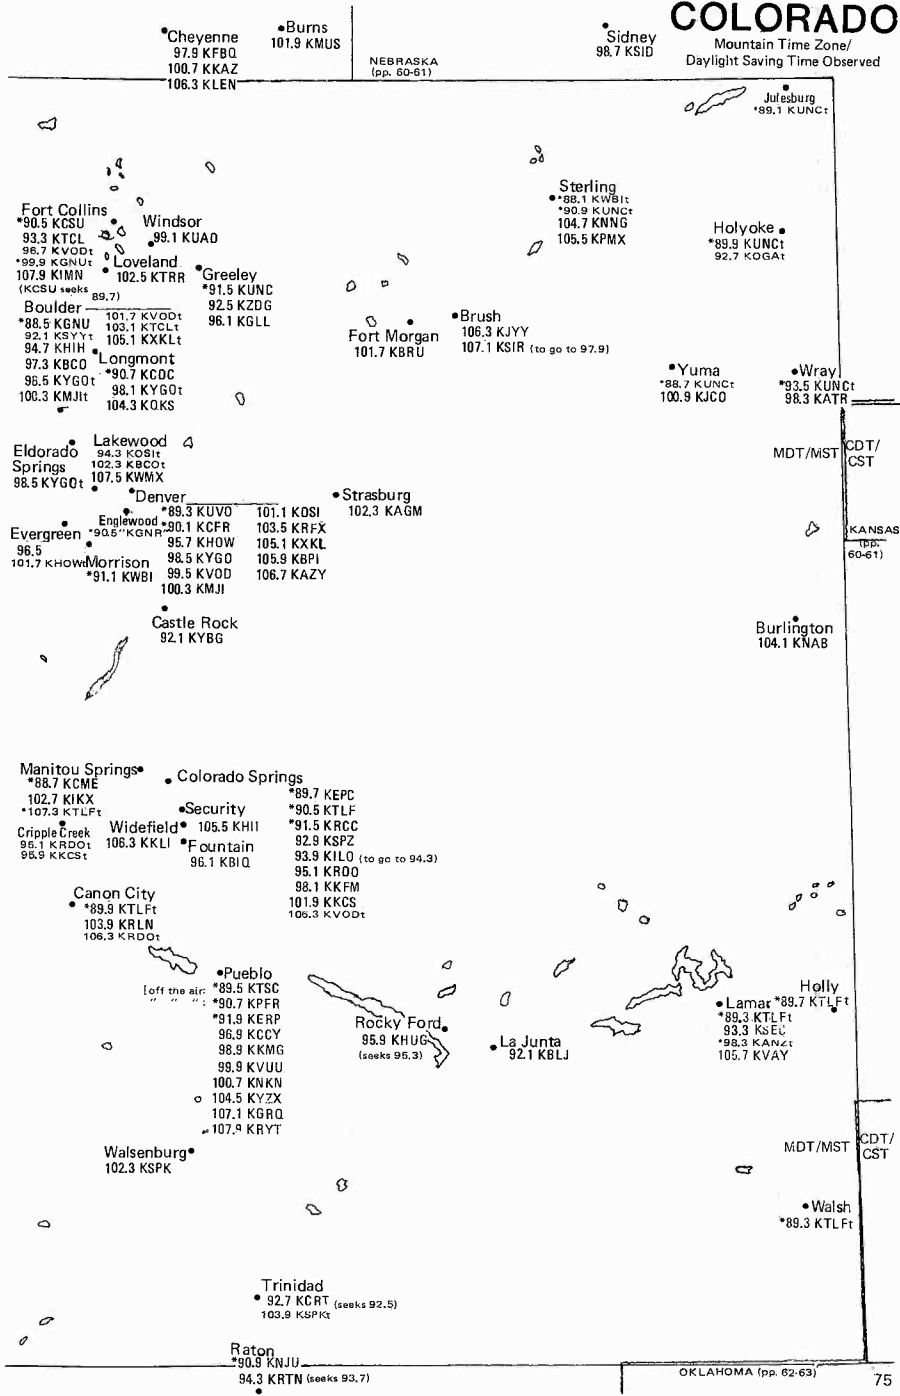 COLORADO
Mountain Time Zone/
Daylight Saving Time Observed
Cheyenne
97.9 KFBQ
100.7 KKAZ
106.3 KLEN
Burns
101.9 KMUS
NEBRASKA
(pp. 60-61)
Sidney
98.7 KSID
Julesburg
*89.1 KUNCt
Sterling
*88.1 KWBIt
*90.9 KUNCt
104.7 KNNG
105.5 KPMX
Holyoke
*89.9 KUNCt
92.7 KOGAt
Fort Collins
*90.5 KCSU
93.3 KTCL
96.7 KVODt
*99.9 KGNUt
107.9 KIMN
(KCSU seeks
89.7)
Windsor
99.1 KUAD
Loveland
102.5 KTRR
Greeley
*91.5 KUNC
92.5 KZDG
96.1 KGLL
Boulder
*88.5 KGNU
92.1 KSYYt
94.7 KHIH
97.3 KBCO
98.5 KYGOt
100.3 KMJIt
101.7 KVODt
103.1 KTCLt
105.1 KXKLt
Longmont
*90.7 KCDC
98.1 KYGOt
104.3 KQKS
Fort Morgan
101.7 KBRU
Brush
106.3 KJYY
107.1 KSIR (to go to 97.9)
Yuma
*88.7 KUNCt
100.9 KJCO
Wray
*93.5 KUNCt
98.3 KATR
MDT/MST
CDT/
CST
KANSAS
(pp.
60-61)
Eldorado
Springs
98.5 KYGOt
Lakewood
94.3 KOSIt
102.3 KBCOt
107.5 KWMX
Denver
*89.3 KUVO
*90.1 KCFR
95.7 KHOW
98.5 KYGO
99.5 KVOD
100.3 KMJI
101.1 KOSI
103.5 KRFX
105.1 KXKL
105.9 KBPI
106.7 KAZY
Strasburg
102.3 KAGM
Englewood
*90.5"KGNR"
Evergreen
96.5
101.7 KHOWt
Morrison
*91.1 KWBI
Castle Rock
92.1 KYBG
Burlington
104.1 KNAB
Manitou Springs
*88.7 KCME
102.7 KIKX
*107.3 KTLFt
Colorado Springs
*89.7 KEPC
*90.5 KTLF
*91.5 KRCC
92.9 KSPZ
93.9 KILO (to go to 94.3)
95.1 KRDO
98.1 KKFM
101.9 KKCS
106.3 KVODt
Security
105.5 KHII
Widefield
106.3 KKLI
Fountain
96.1 KBIQ
Cripple Creek
95.1 KRDOt
95.9 KKCSt
Canon City
*89.9 KTLFt
103.9 KRLN
106.3 KRDOt
Pueblo
[off the air: *89.5 KTSC
" " ": *90.7 KPFR
*91.9 KERP
96.9 KCCY
98.9 KKMG
99.9 KVUU
100.7 KNKN
104.5 KYZX
107.1 KGRQ
107.9 KRYT
Rocky Ford
95.9 KHUG
(seeks 95.3)
La Junta
92.1 KBLJ
Lamar
*89.3 KTLFt
93.3 KSEC
*98.3 KANZt
105.7 KVAY
Holly
*89.7 KTLFt
Walsenburg
102.3 KSPK
MDT/MST
CDT/
CST
Walsh
*89.3 KTLFt
Trinidad
92.7 KCRT (seeks 92.5)
103.9 KSPKt
Raton
*90.9 KNJU
94.3 KRTN (seeks 93.7)
OKLAHOMA (pp. 62-63)
75